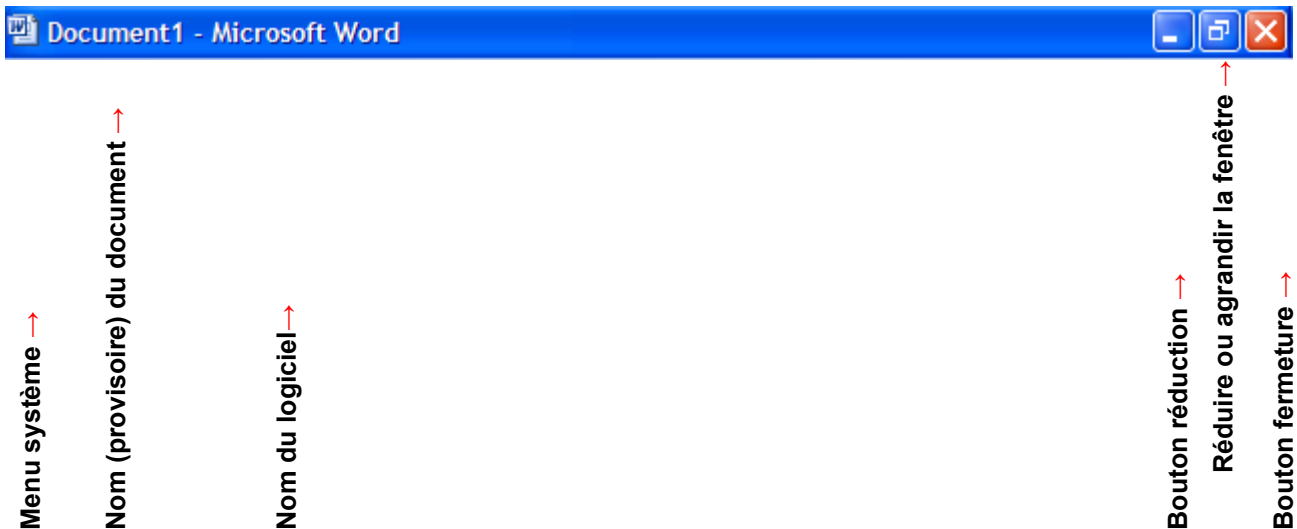 Document1 - Microsoft Word
Menu système →
Nom (provisoire) du document →
Nom du logiciel→
Bouton réduction →
Réduire ou agrandir la fenêtre →
Bouton fermeture →